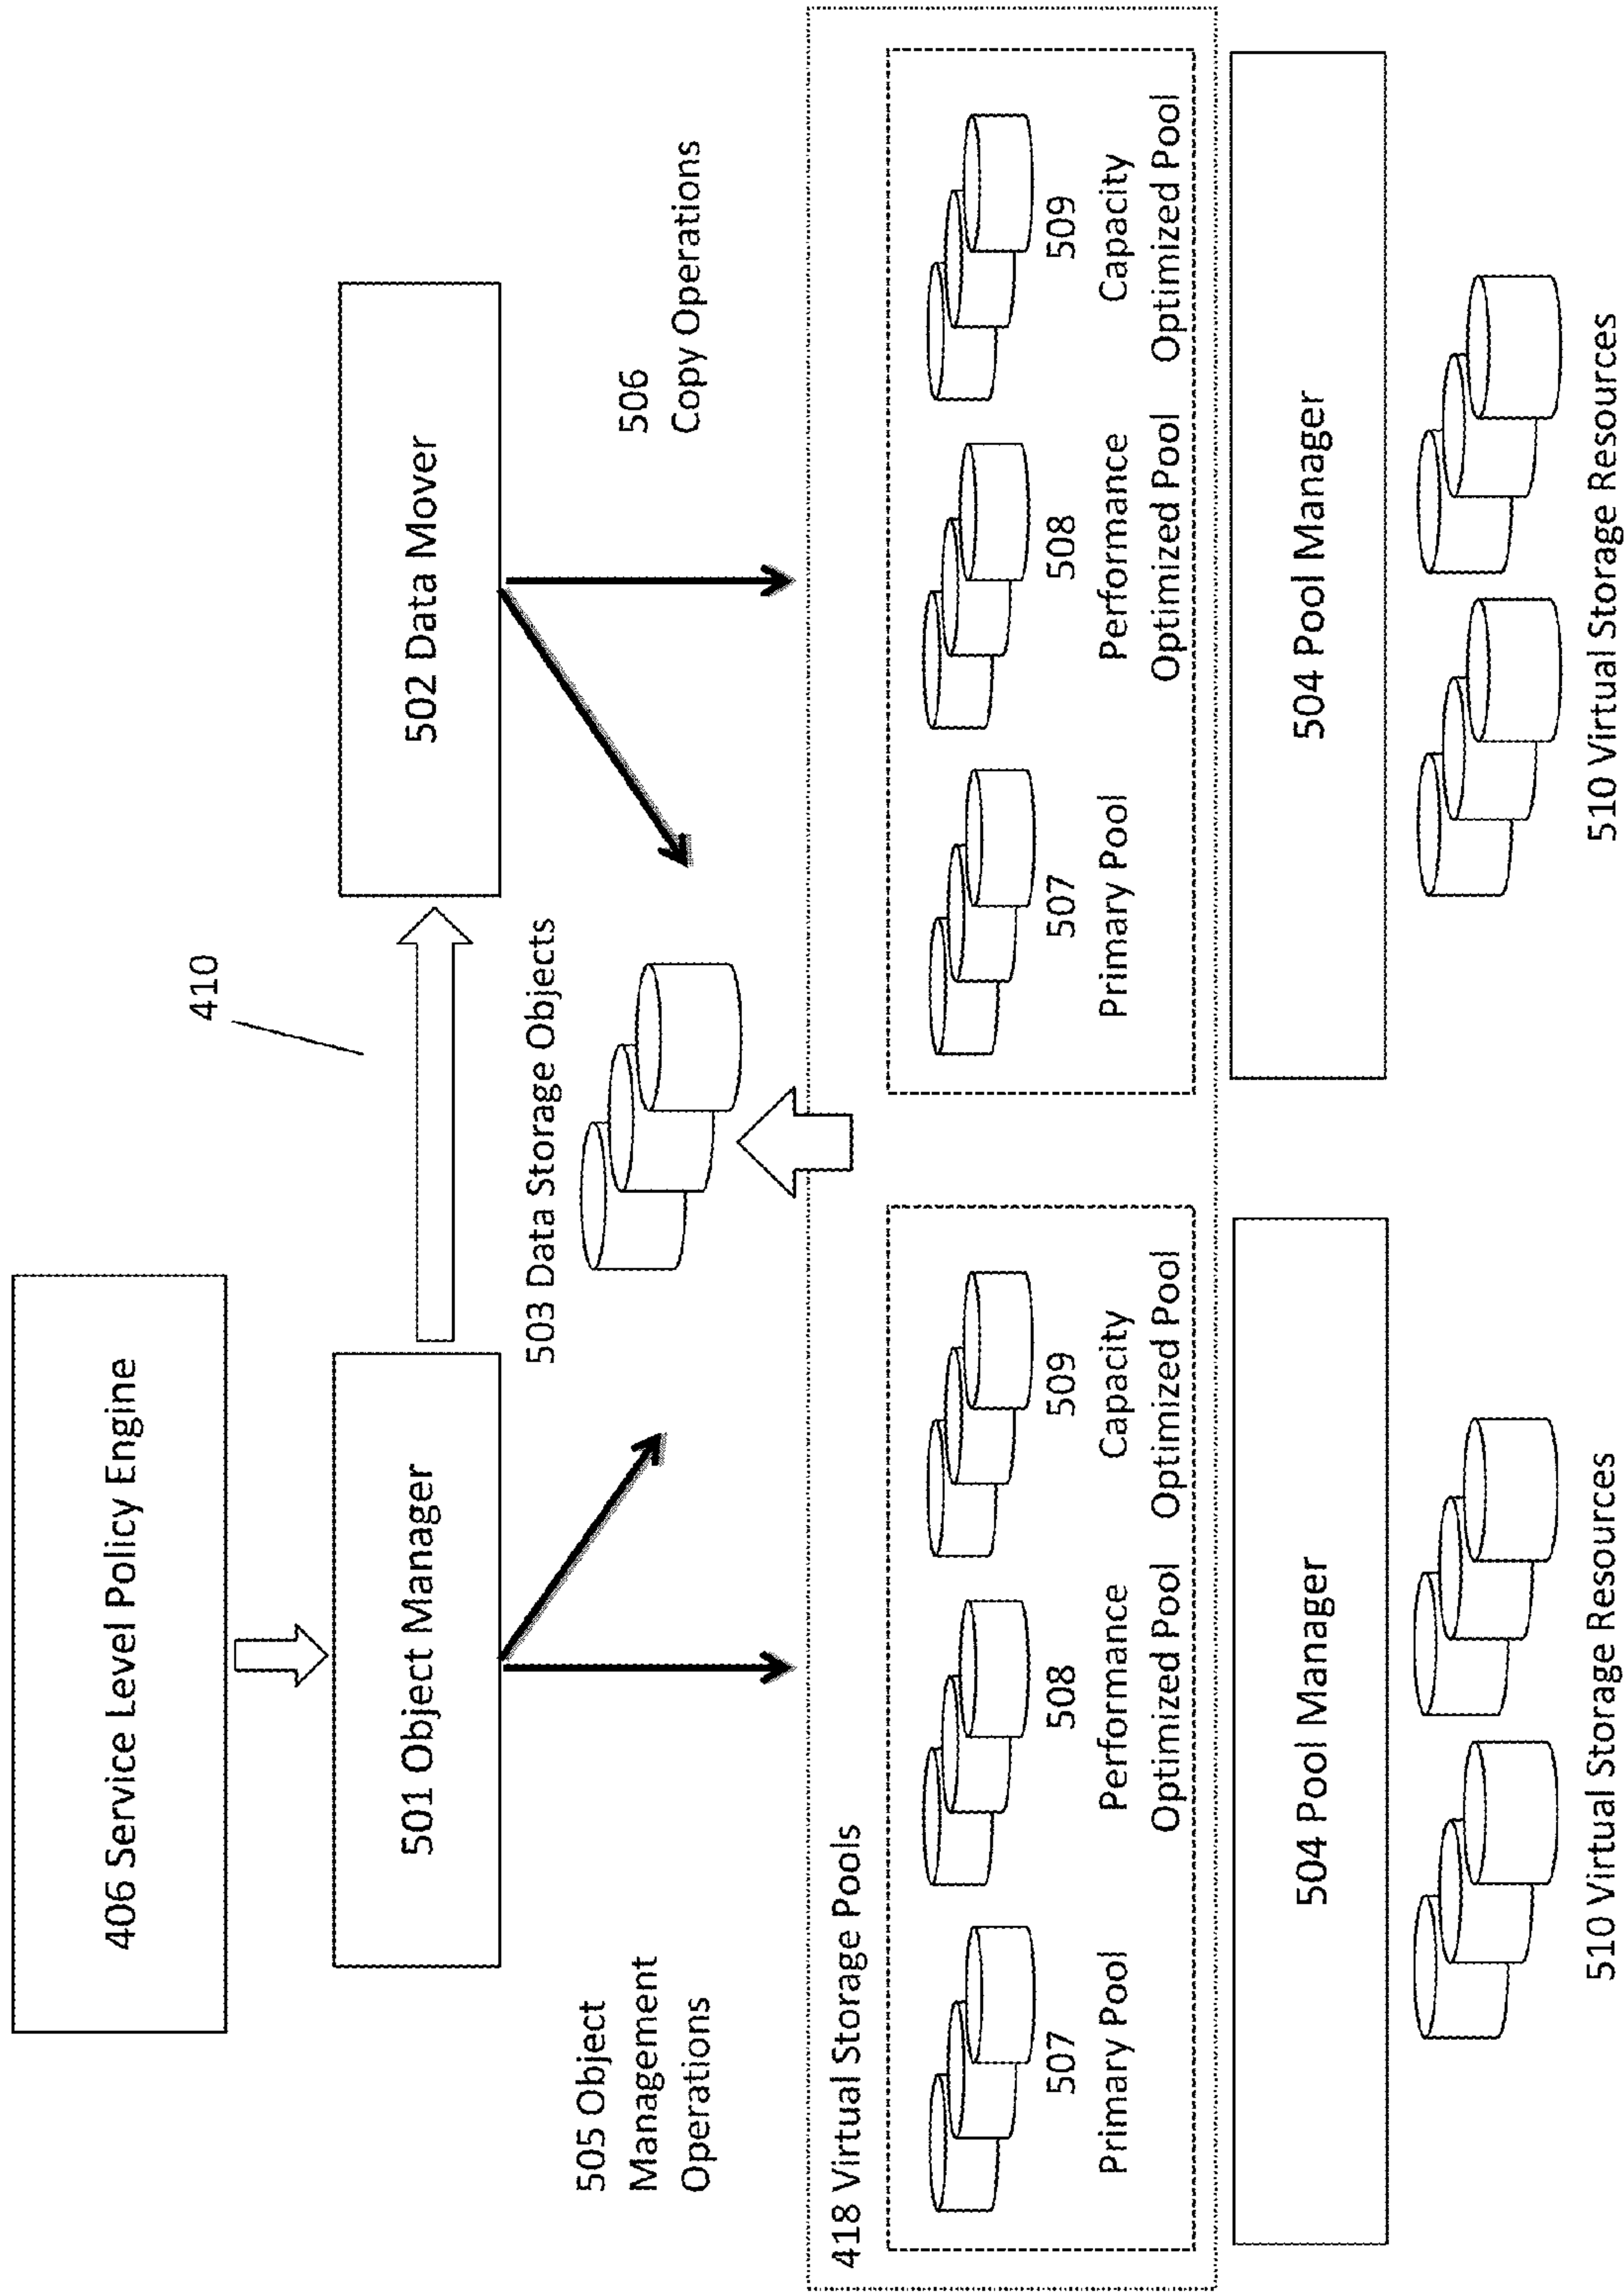 406 Service Level Policy Engine
410
501 Object Manager
502 Data Mover
503 Data Storage Objects
505 Object
Management
Operations
506
Copy Operations
418 Virtual Storage Pools
507
Primary Pool
508
Performance
Optimized Pool
509
Capacity
Optimized Pool
507
Primary Pool
508
Performance
Optimized Pool
509
Capacity
Optimized Pool
504 Pool Manager
504 Pool Manager
510 Virtual Storage Resources
510 Virtual Storage Resources